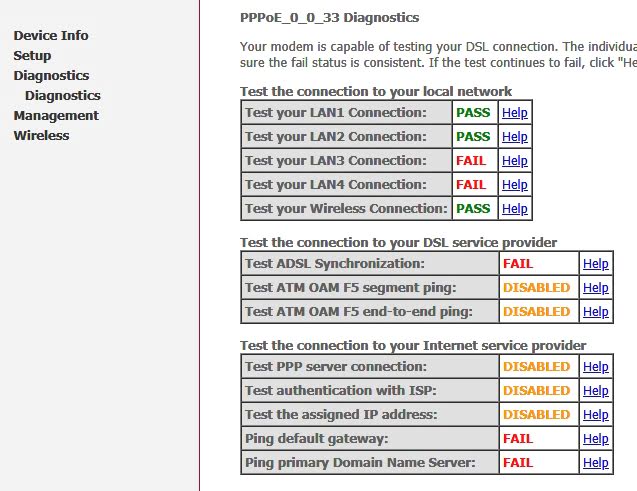 PPPoE_0_0_33 Diagnostics
Device Info
Setup
Diagnostics
Diagnostics
Management
Wireless
Your modem is capable of testing your DSL connection. The individua
sure the fail status is consistent. If the test continues to fail, click "He
Test the connection to your local network
Test your LAN1 Connection: PASS Help
Test your LAN2 Connection: PASS Help
Test your LAN3 Connection: FAIL Help
Test your LAN4 Connection: FAIL Help
Test your Wireless Connection: PASS Help
Test the connection to your DSL service provider
Test ADSL Synchronization: FAIL Help
Test ATM OAM F5 segment ping: DISABLED Help
Test ATM OAM F5 end-to-end ping: DISABLED Help
Test the connection to your Internet service provider
Test PPP server connection: DISABLED Help
Test authentication with ISP: DISABLED Help
Test the assigned IP address: DISABLED Help
Ping default gateway: FAIL Help
Ping primary Domain Name Server: FAIL Help